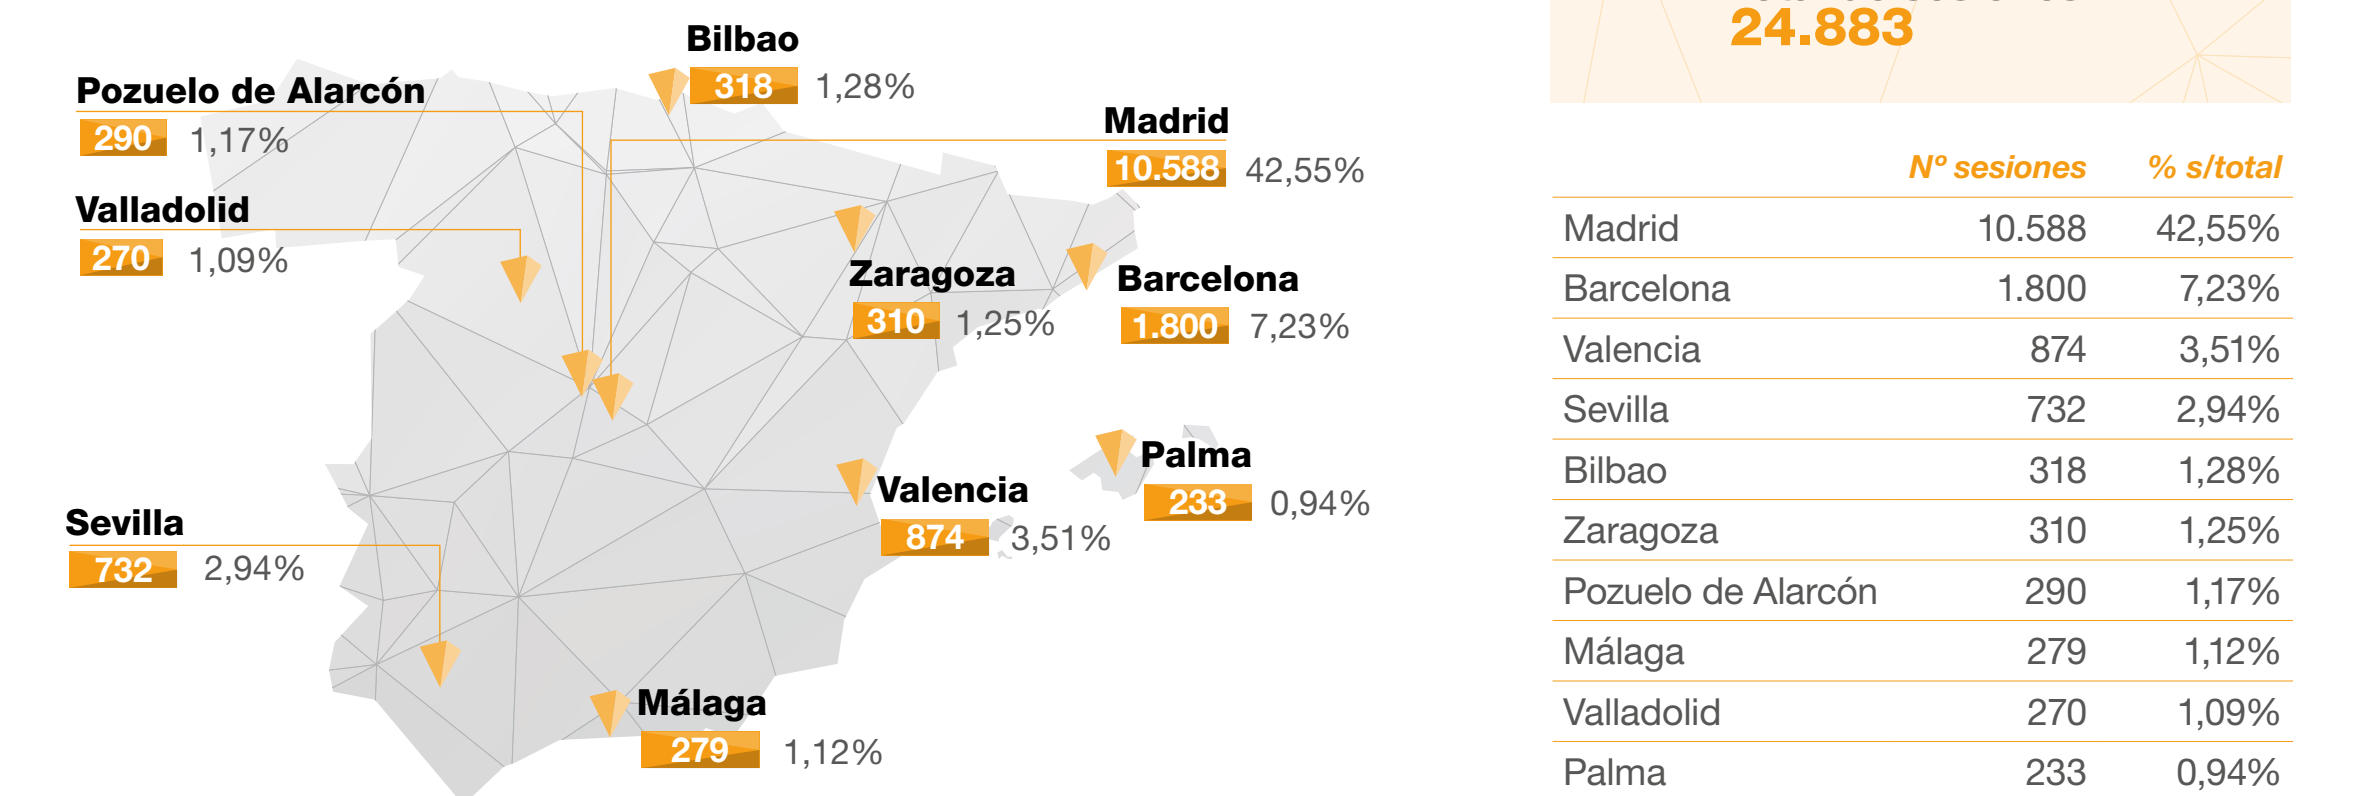 Bilbao
318 1,28%
Pozuelo de Alarcón
290 1,17%
Madrid
10.588 42,55%
Valladolid
270 1,09%
Zaragoza
310 1,25%
Barcelona
1.800 7,23%
Palma
233 0,94%
Valencia
874 3,51%
Sevilla
732 2,94%
Málaga
279 1,12%
24.883
Nº sesiones % s/total
Madrid 10.588 42,55%
Barcelona 1.800 7,23%
Valencia 874 3,51%
Sevilla 732 2,94%
Bilbao 318 1,28%
Zaragoza 310 1,25%
Pozuelo de Alarcón 290 1,17%
Málaga 279 1,12%
Valladolid 270 1,09%
Palma 233 0,94%